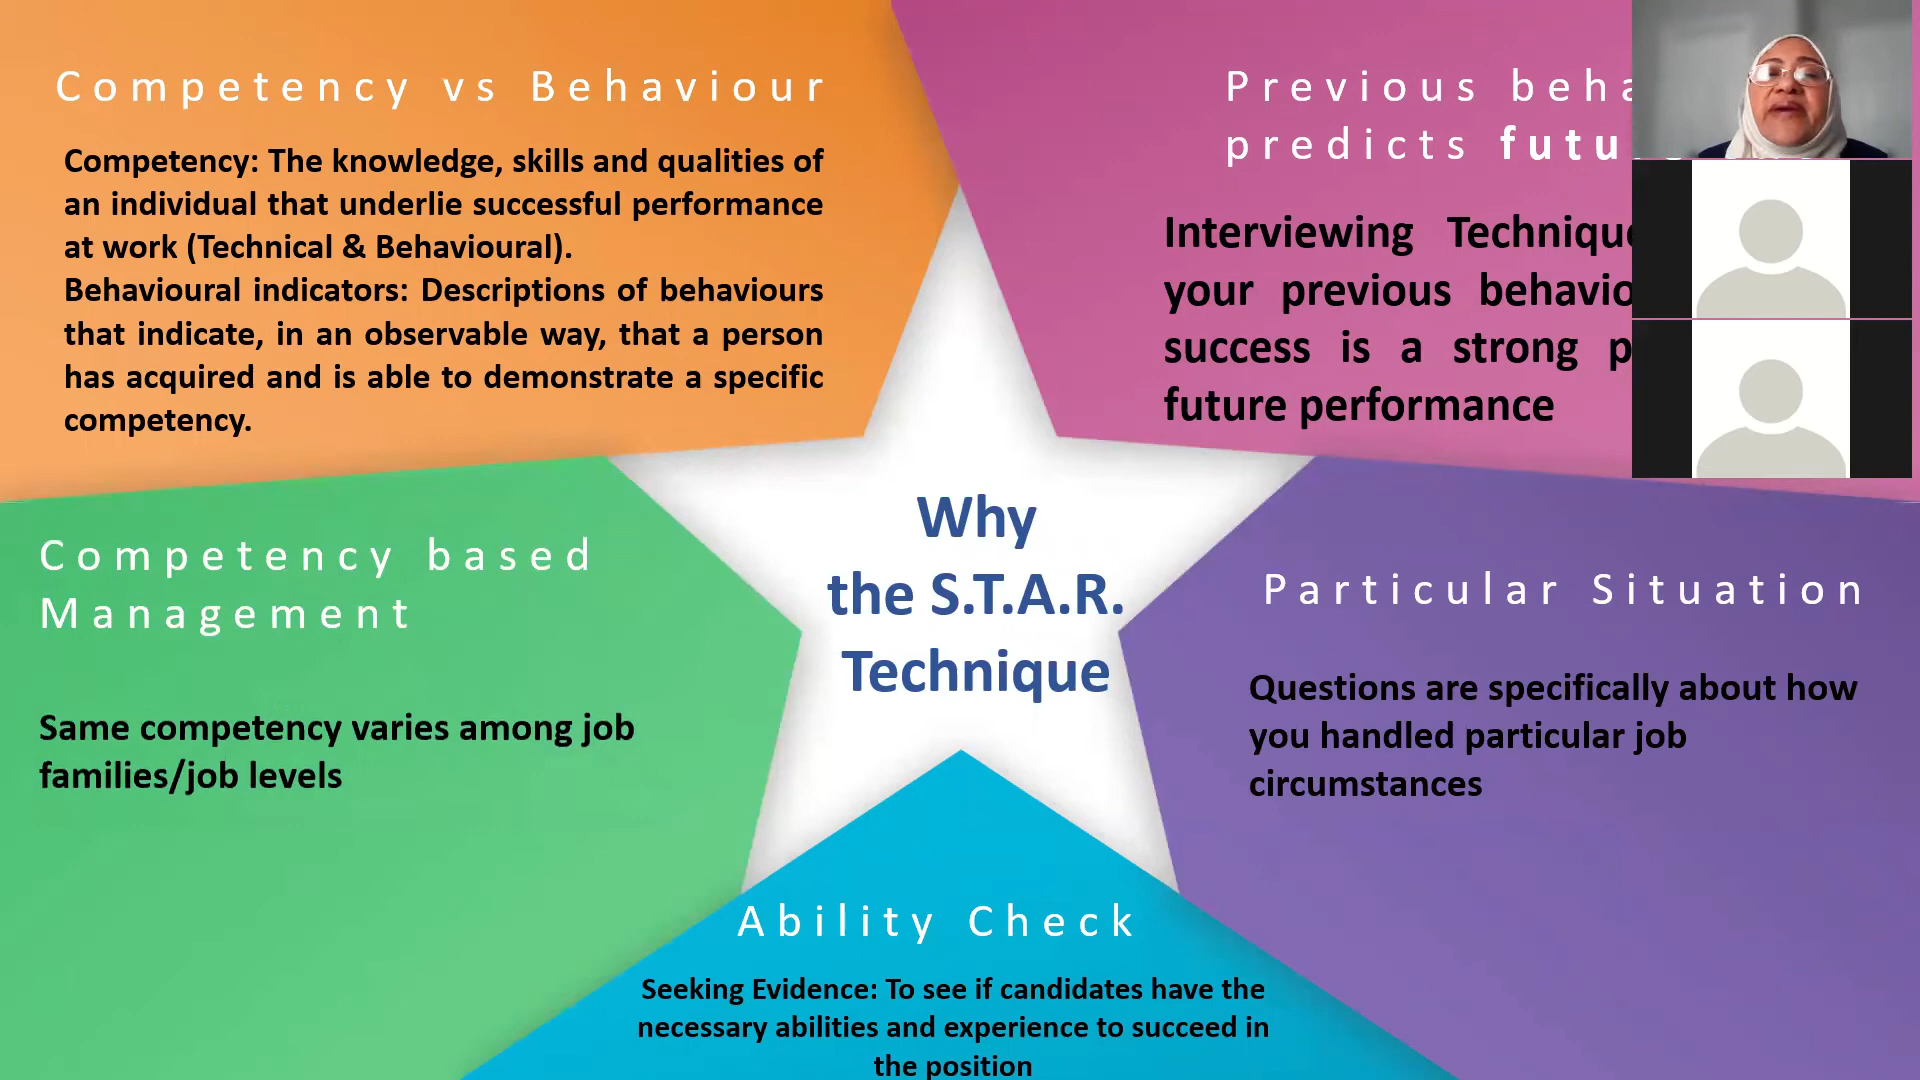 Competency vs Behaviour
Competency: The knowledge, skills and qualities of
an individual that underlie successful performance
at work (Technical & Behavioural).
Behavioural indicators: Descriptions of behaviours
that indicate, in an observable way, that a person
has acquired and is able to demonstrate a specific
competency.
Previous
predicts
Interviewing
your previous
success is a strong
future performance
Competency based
Management
Same competency varies among job
families/job levels
Why
the S.T.A.R.
Technique
Particular Situation
Questions are specifically about how
you handled particular job
circumstances
Ability Check
Seeking Evidence: To see if candidates have the
necessary abilities and experience to succeed in
the position